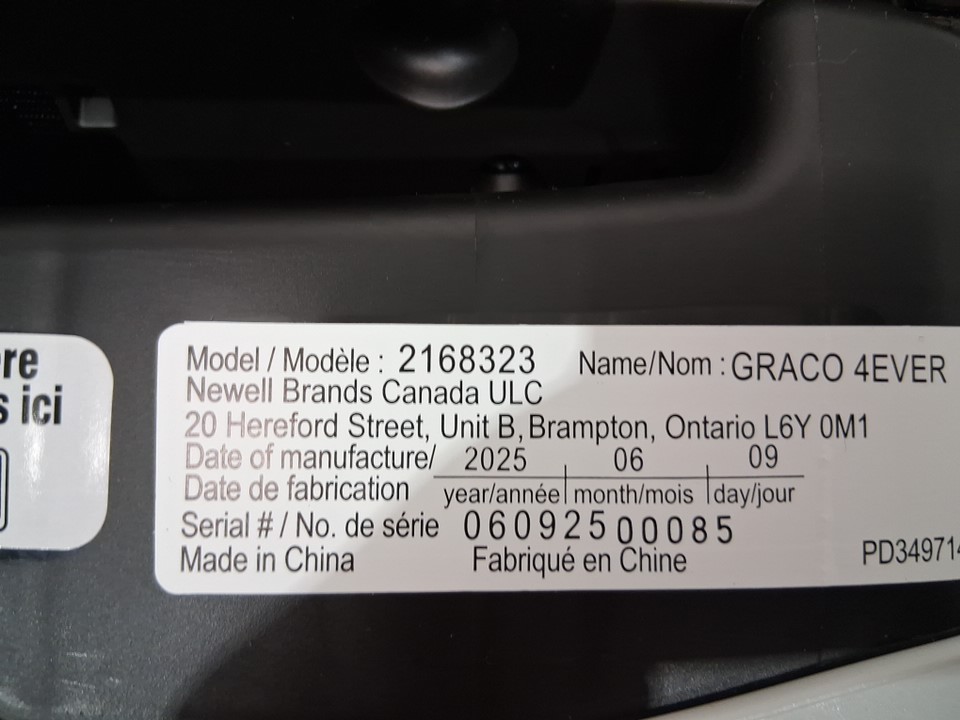 re
s ici
Model / Modèle : 2168323 Name/Nom : GRACO 4EVER
Newell Brands Canada ULC
20 Hereford Street, Unit B, Brampton, Ontario L6Y 0M1
Date of manufacture/ 2025 06 09
Date de fabrication year/année month/mois day/jour
Serial # / No. de série 06092500085
Made in China Fabriqué en Chine PD349714